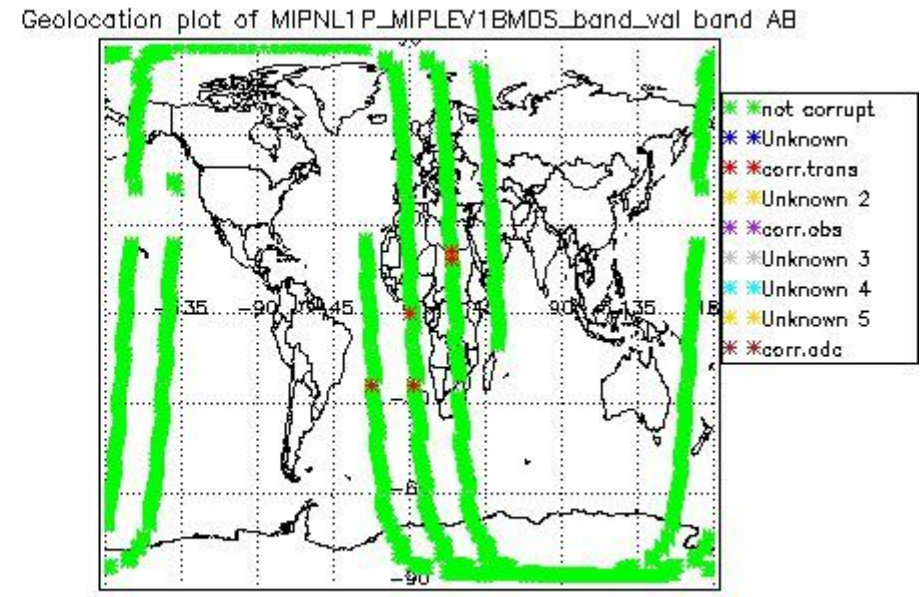 Geolocation plot of MIPNL1P_MIPLEV1BMDS_band_val band AB
not corrupt
Unknown
corr.trans
Unknown 2
corr.obs
Unknown 3
Unknown 4
Unknown 5
corr.adc
-135 -90 -45 45 90 135
-90